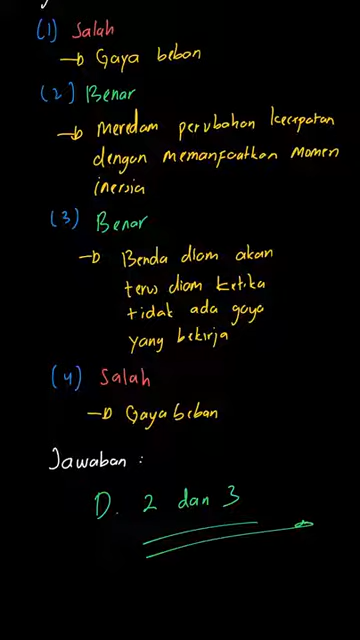 (1) Salah
→ Gaya beban
(2) Benar
→ Meredam perubahan kecepatan
dengan memanfaatkan momen
inersia
(3) Benar
→ Benda diam akan
terus diam ketika
tidak ada gaya
yang bekerja
(4) Salah
→ Gaya beban
Jawaban :
D. 2 dan 3